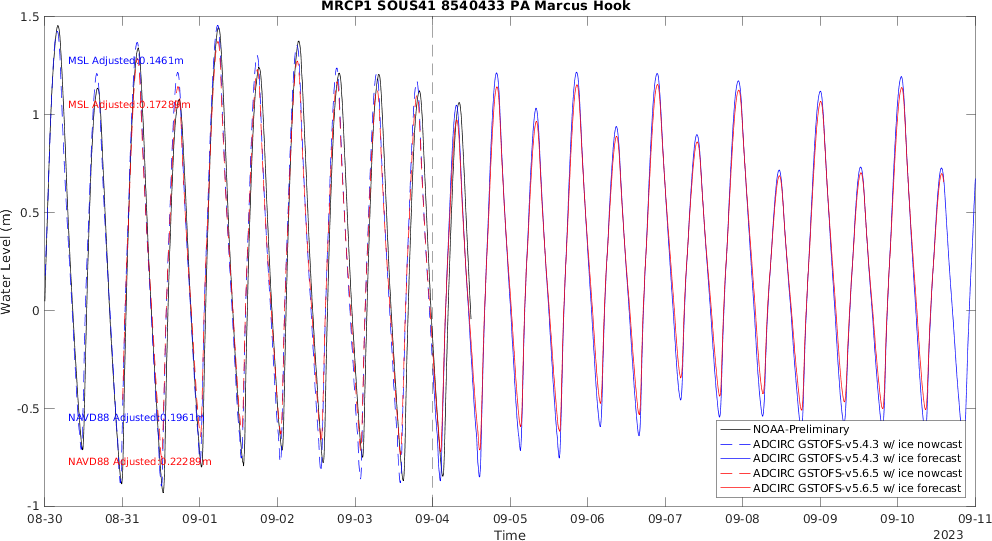 MRCP1 SOUS41 8540433 PA Marcus Hook
1.5
MSL Adjusted:0.1461m
MSL Adjusted:0.17289m
1
0.5
Water Level (m)
0
-0.5
NAVD88 Adjusted:0.1961m
NAVD88 Adjusted:0.22289m
-1
NOAA-Preliminary
ADCIRC GSTOFS-v5.4.3 w/ ice nowcast
ADCIRC GSTOFS-v5.4.3 w/ ice forecast
ADCIRC GSTOFS-v5.6.5 w/ ice nowcast
ADCIRC GSTOFS-v5.6.5 w/ ice forecast
08-30 08-31 09-01 09-02 09-03 09-04 09-05 09-06 09-07 09-08 09-09 09-10 09-11
Time
2023